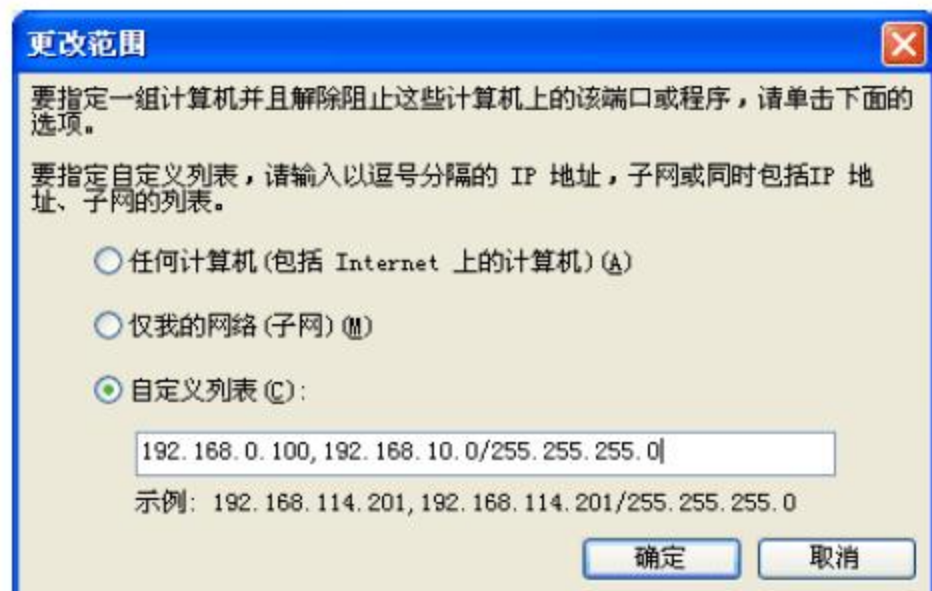 更改范围
要指定一组计算机并且解除阻止这些计算机上的该端口或程序，请单击下面的
选项。
要指定自定义列表，请输入以逗号分隔的 IP 地址，子网或同时包括IP 地
址、子网的列表。
任何计算机(包括 Internet 上的计算机)(A)
仅我的网络(子网)(M)
自定义列表(C):
192.168.0.100,192.168.10.0/255.255.255.0
示例: 192.168.114.201,192.168.114.201/255.255.255.0
确定 取消